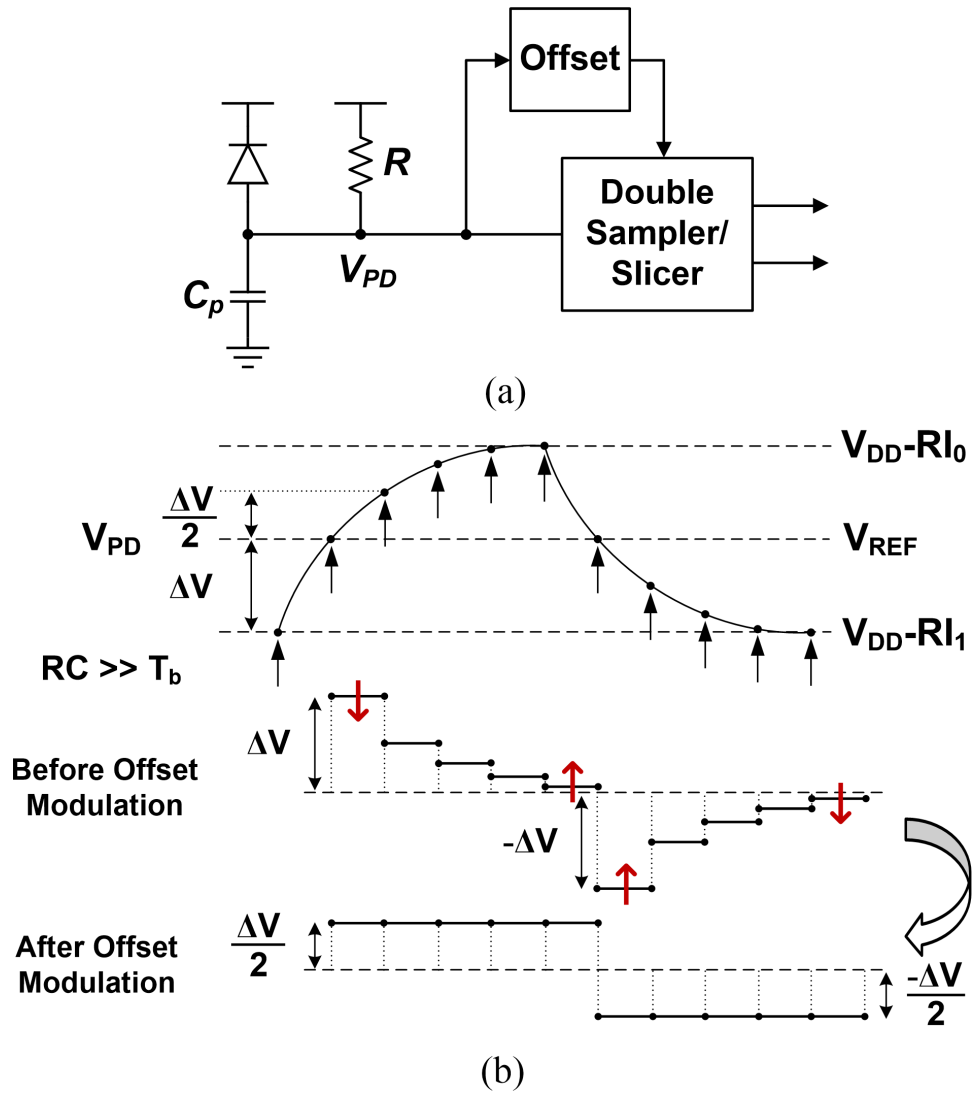 Offset
R
Double
Sampler/
Slicer
V_PD
C_p
(a)
V_DD-RI_0
ΔV
2
V_PD
V_REF
ΔV
V_DD-RI_1
RC >> T_b
ΔV
Before Offset
Modulation
-ΔV
After Offset
Modulation
ΔV
2
-ΔV
2
(b)